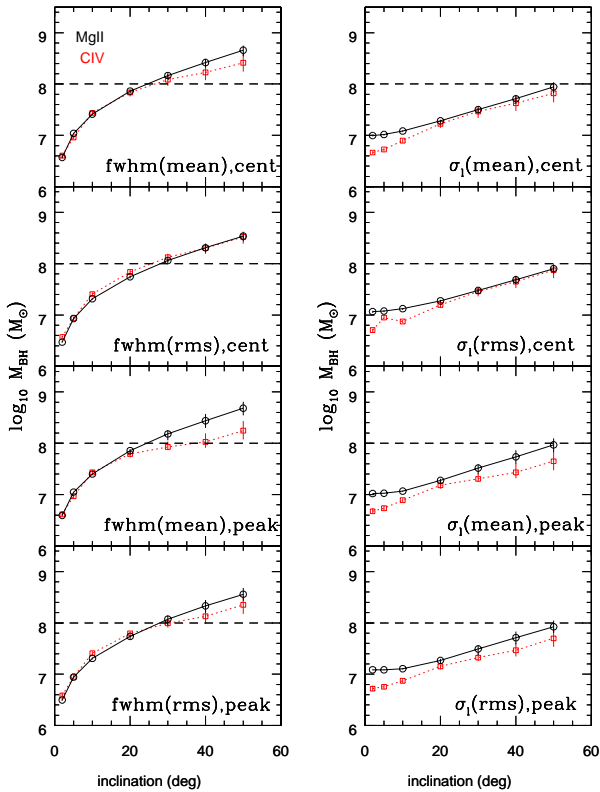 9
MgII
CIV
8
7
fwhm(mean),cent
σl(mean),cent
6
9
8
7
fwhm(rms),cent
σl(rms),cent
6
9
8
7
fwhm(mean),peak
σl(mean),peak
6
9
8
7
fwhm(rms),peak
σl(rms),peak
6
0 20 40 60
inclination (deg)
log10 MBH (M⊙)
9
8
7
6
9
8
7
6
9
8
7
6
9
8
7
6
0 20 40 60
inclination (deg)
log10 MBH (M⊙)